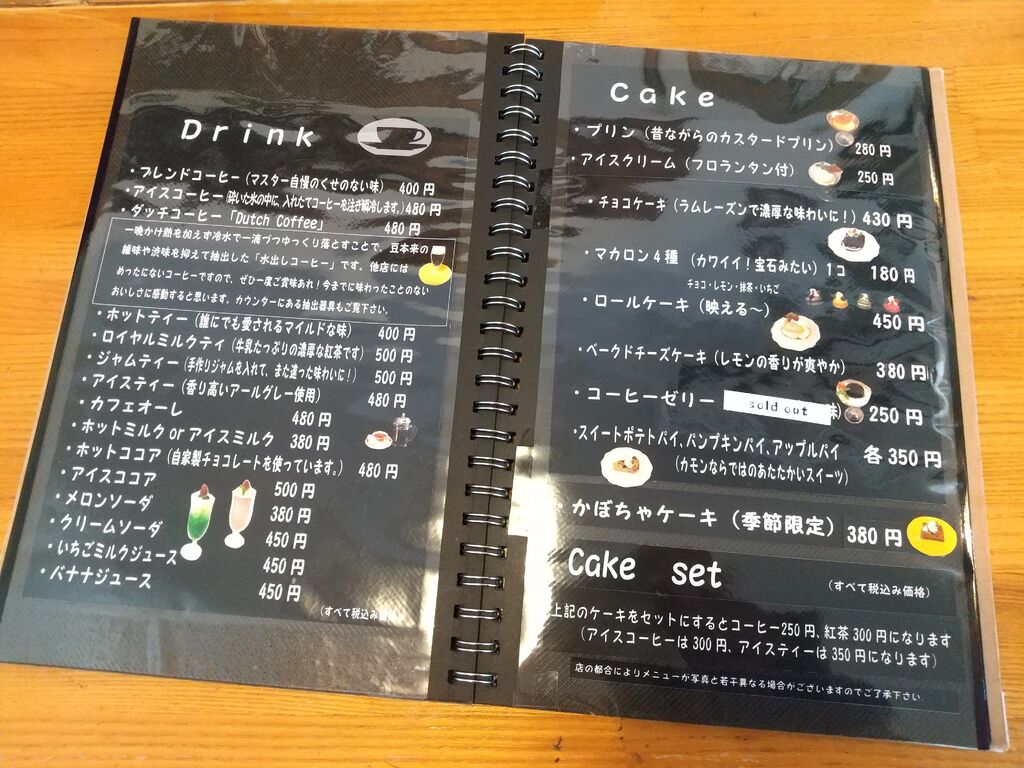 Drink
・ブレンドコーヒー(マスター自慢のくせのない味) 400円
・アイスコーヒー(砕いた氷の中に、入れたてコーヒーを注ぎ瞬冷します。)480円
・ダッチコーヒー「Dutch Coffee」 480円
一晩かけ熱を加えず冷水で一滴づつゆっくり落とすことで、豆本来の
雑味や渋味を抑えて抽出した「水出しコーヒー」です。他店には
めったにないコーヒーですので、ぜひ一度ご賞味あれ!今までに味わったことのない
おいしさに感動すると思います。カウンターにある抽出器具もご覧下さい。
・ホットティー(誰にでも愛されるマイルドな味) 400円
・ロイヤルミルクティ(牛乳たっぷりの濃厚な紅茶です) 500円
・ジャムティー(手作りジャムを入れて、また違った味わいに!) 500円
・アイスティー(香り高いアールグレー使用) 480円
・カフェオーレ 480円
・ホットミルク or アイスミルク 380円
・ホットココア(自家製チョコレートを使っています。) 480円
・アイスココア 500円
・メロンソーダ 380円
・クリームソーダ 450円
・いちごミルクジュース 450円
・バナナジュース 450円
(すべて税込み価格)
Cake
・プリン(昔ながらのカスタードプリン) 280円
・アイスクリーム(フロランタン付) 250円
・チョコケーキ(ラムレーズンで濃厚な味わいに!)430円
・マカロン4種 (カワイイ!宝石みたい)1コ 180円
チョコ・レモン・抹茶・いちご
・ロールケーキ(映える~) 450円
・ベークドチーズケーキ(レモンの香りが爽やか) 380円
・コーヒーゼリー sold out 味) 250円
・スイートポテトパイ、パンプキンパイ、アップルパイ 各350円
(カモンならではのあたたかいスイーツ)
・かぼちゃケーキ(季節限定)380円
Cake set (すべて税込み価格)
上記のケーキをセットにするとコーヒー250円、紅茶300円になります
(アイスコーヒーは300円、アイスティーは350円になります)
店の都合によりメニューが写真と若干異なる場合がございますのでご了承下さい。